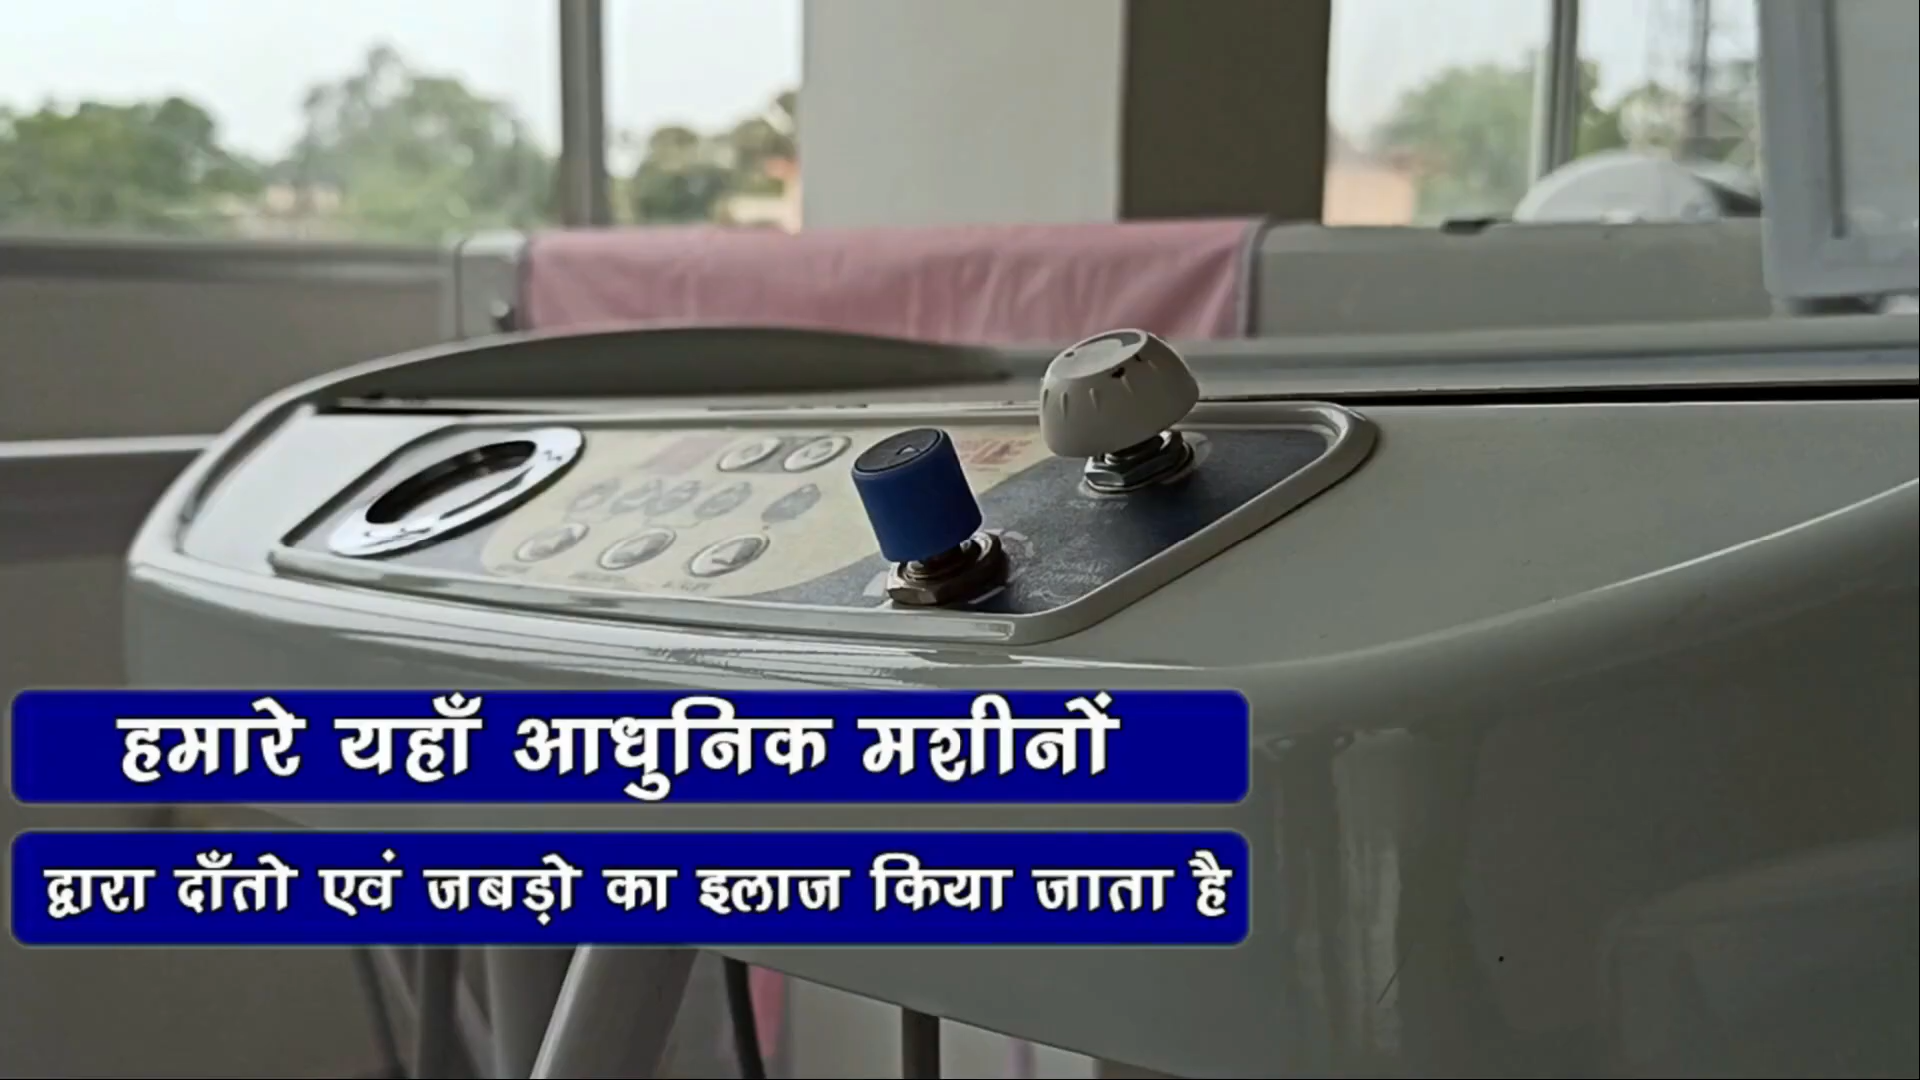 हमारे यहाँ आधुनिक मशीनों
द्वारा दाँतो एवं जबड़ो का इलाज किया जाता है